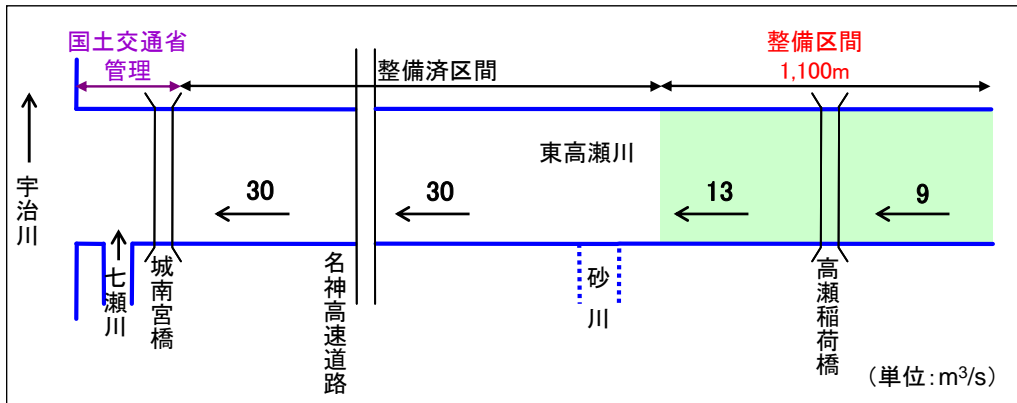 国土交通省
管理
整備済区間
整備区間
1,100m
東高瀬川
30
30
13
9
宇治川
七瀬川
城南宮橋
名神高速道路
砂川
高瀬稲荷橋
（単位：m³/s）